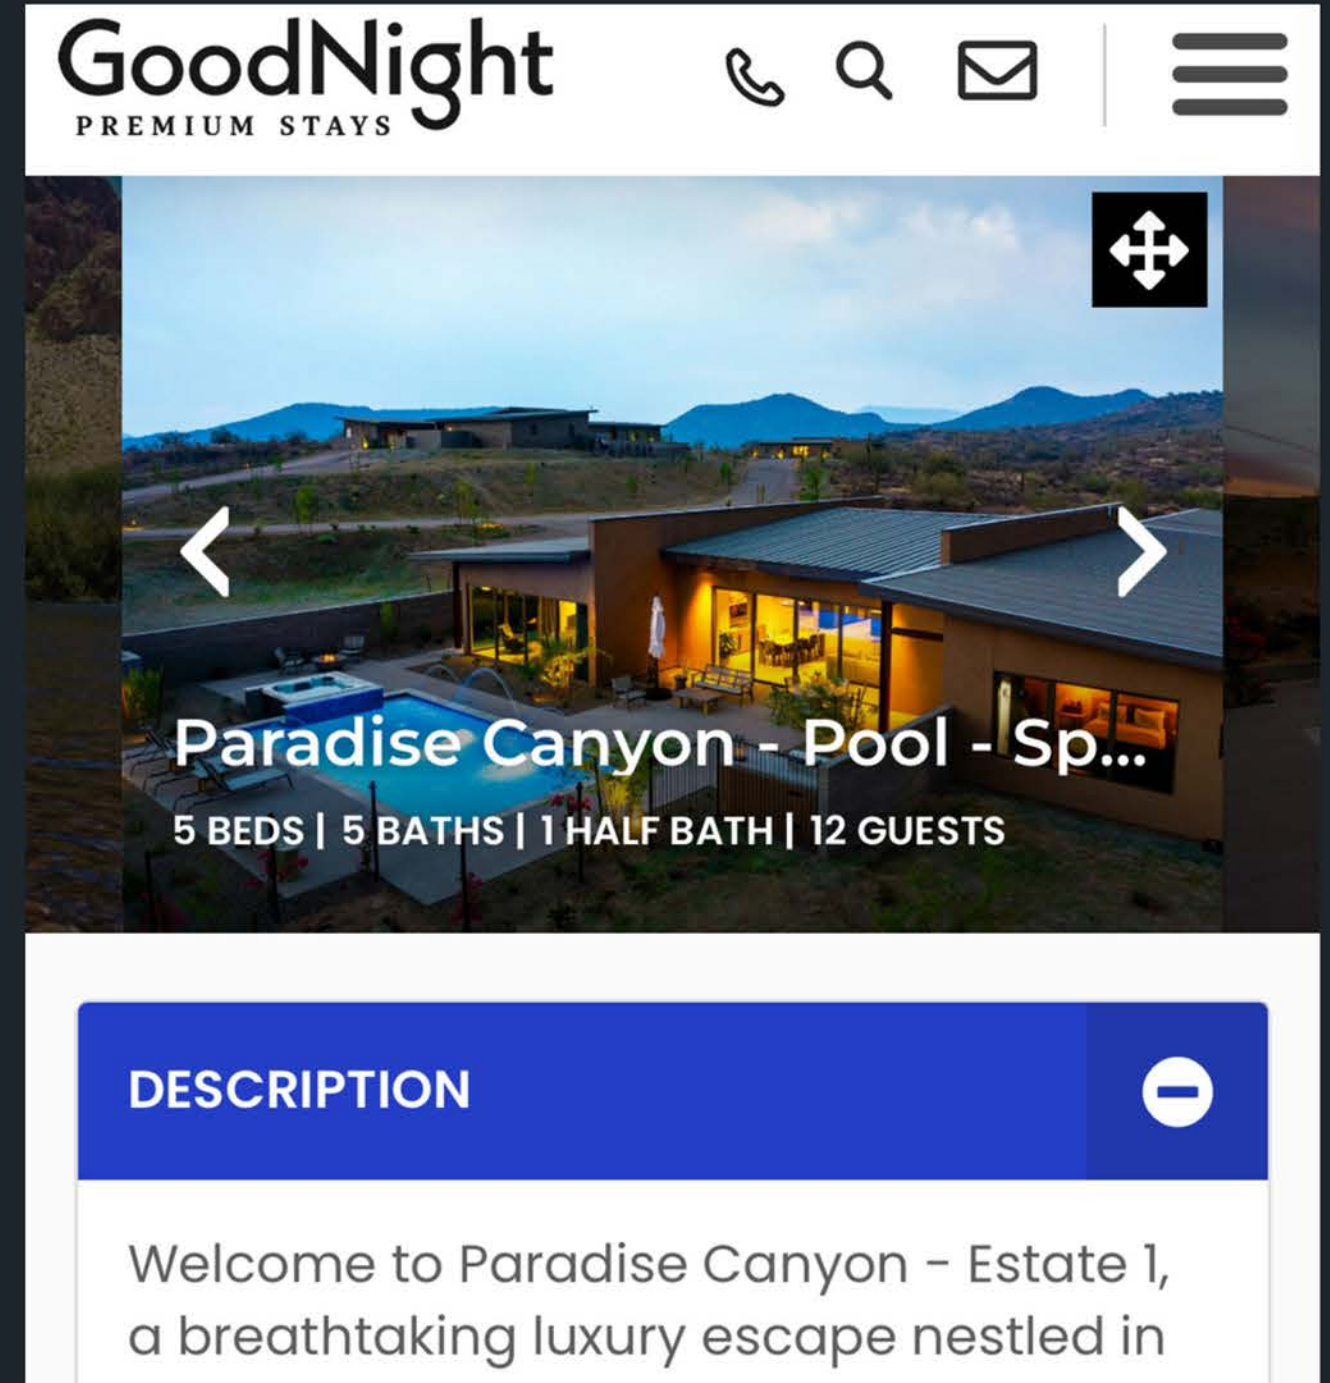 GoodNight
PREMIUM STAYS
Paradise Canyon - Pool - Sp...
5 BEDS | 5 BATHS | 1 HALF BATH | 12 GUESTS
DESCRIPTION
Welcome to Paradise Canyon - Estate 1,
a breathtaking luxury escape nestled in